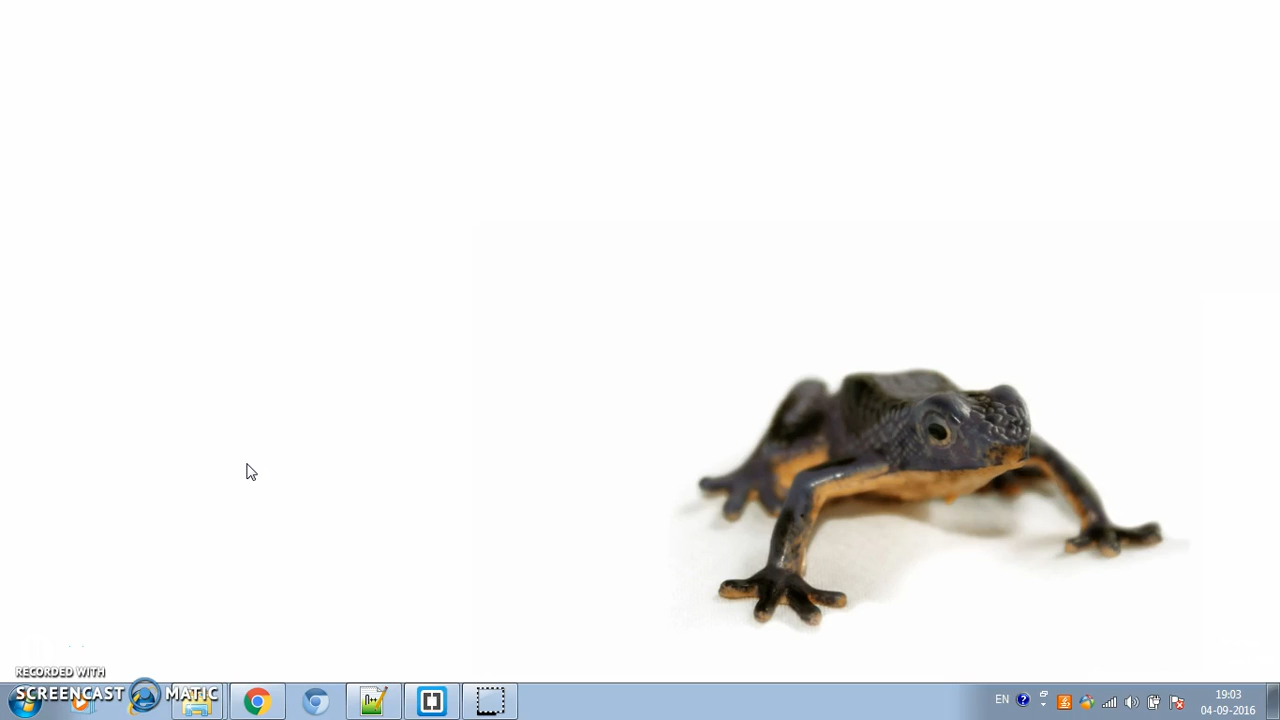 RECORDED WITH
SCREENCAST MATIC
EN
19:03
04-09-2016